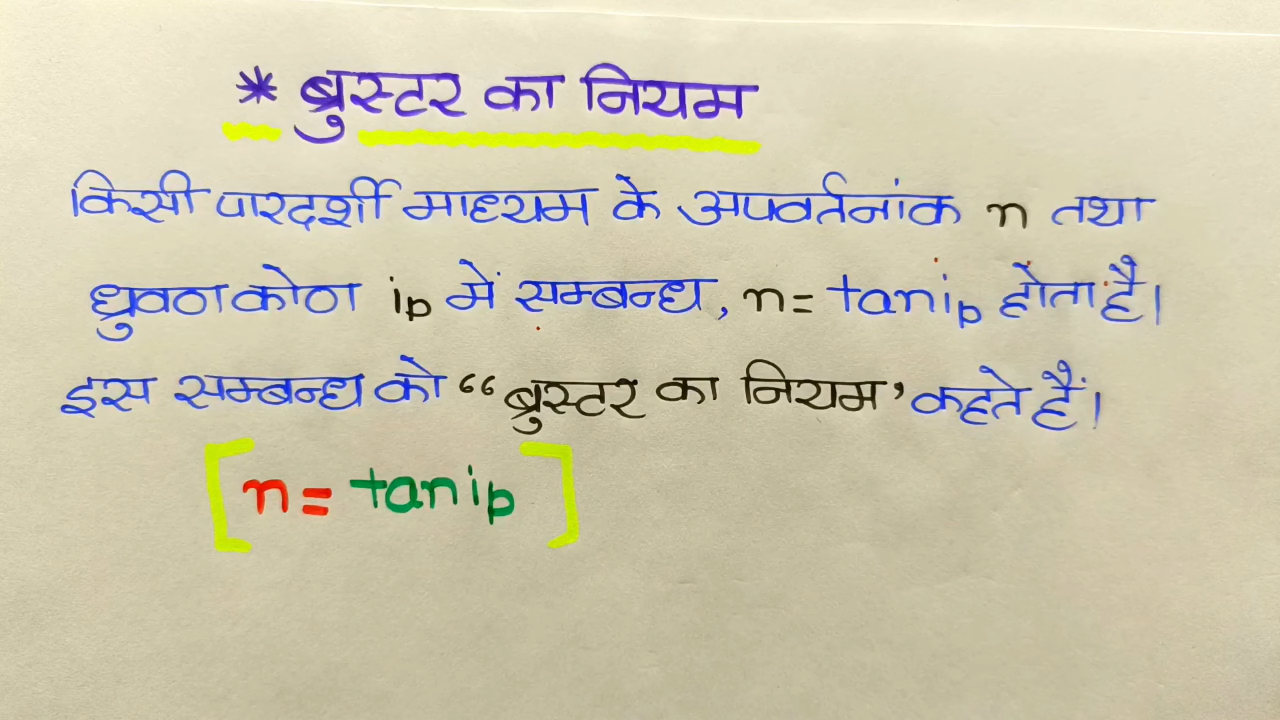 * ब्रुस्टर का नियम
किसी पारदर्शी माध्यम के अपवर्तनांक n तथा
ध्रुवण कोण ip में सम्बन्ध, n = tan ip होता है।
इस सम्बन्ध को “ब्रुस्टर का नियम’ कहते हैं।
[n = tan ip]